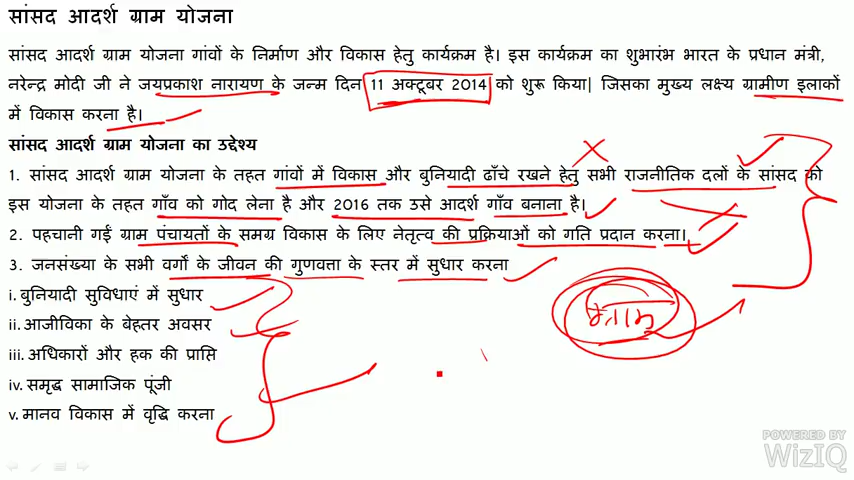 सांसद आदर्श ग्राम योजना
सांसद आदर्श ग्राम योजना गांवों के निर्माण और विकास हेतु कार्यक्रम है। इस कार्यक्रम का शुभारंभ भारत के प्रधान मंत्री,
नरेन्द्र मोदी जी ने जयप्रकाश नारायण के जन्म दिन 11 अक्टूबर 2014 को शुरू किया| जिसका मुख्य लक्ष्य ग्रामीण इलाकों
में विकास करना है।
सांसद आदर्श ग्राम योजना का उद्देश्य
1. सांसद आदर्श ग्राम योजना के तहत गांवों में विकास और बुनियादी ढाँचे रखने हेतु सभी राजनीतिक दलों के सांसद को
इस योजना के तहत गाँव को गोद लेना है और 2016 तक उसे आदर्श गाँव बनाना है।
2. पहचानी गई ग्राम पंचायतों के समग्र विकास के लिए नेतृत्व की प्रक्रियाओं को गति प्रदान करना।
3. जनसंख्या के सभी वर्गो के जीवन की गुणवत्ता के स्तर में सुधार करना
i. बुनियादी सुविधाएं में सुधार
ii. आजीविका के बेहतर अवसर
iii. अधिकारों और हक की प्राप्ति
iv. समृद्ध सामाजिक पूंजी
v. मानव विकास में वृद्धि करना
POWERED BY
WizIQ